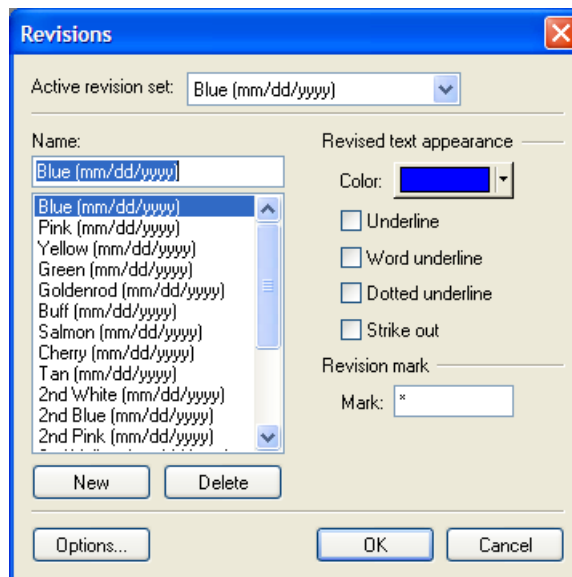 Revisions
Active revision set: Blue (mm/dd/yyyy)
Name:
Blue (mm/dd/yyyy)
Blue (mm/dd/yyyy)
Pink (mm/dd/yyyy)
Yellow (mm/dd/yyyy)
Green (mm/dd/yyyy)
Goldenrod (mm/dd/yyyy)
Buff (mm/dd/yyyy)
Salmon (mm/dd/yyyy)
Cherry (mm/dd/yyyy)
Tan (mm/dd/yyyy)
2nd White (mm/dd/yyyy)
2nd Blue (mm/dd/yyyy)
2nd Pink (mm/dd/yyyy)
New Delete
Revised text appearance
Color:
Underline
Word underline
Dotted underline
Strike out
Revision mark
Mark: *
Options... OK Cancel